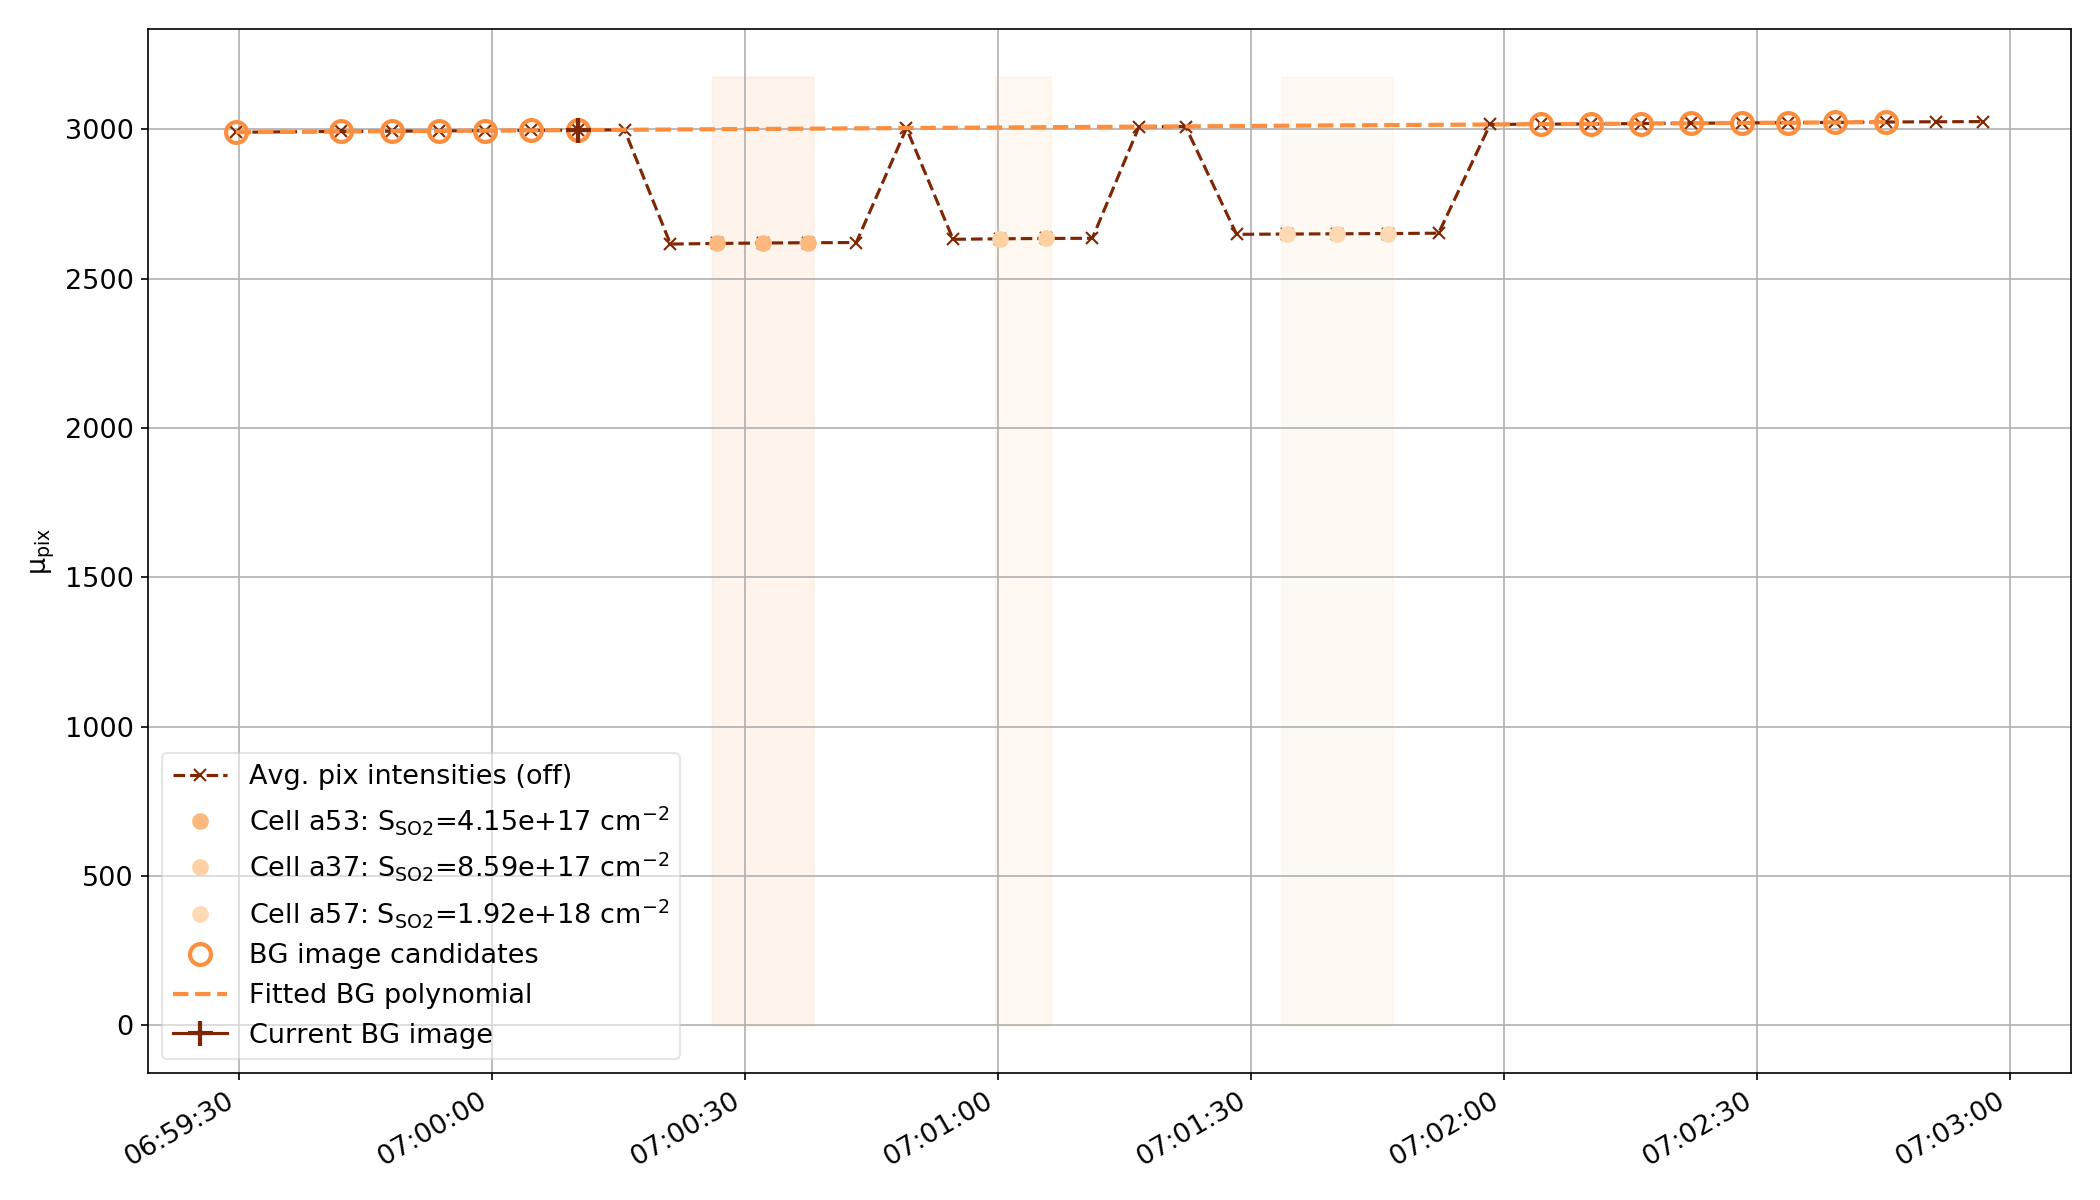 μpix
3000
2500
2000
1500
1000
500
0
Avg. pix intensities (off)
Cell a53: SSO2=4.15e+17 cm−2
Cell a37: SSO2=8.59e+17 cm−2
Cell a57: SSO2=1.92e+18 cm−2
BG image candidates
Fitted BG polynomial
Current BG image
06:59:30
07:00:00
07:00:30
07:01:00
07:01:30
07:02:00
07:02:30
07:03:00